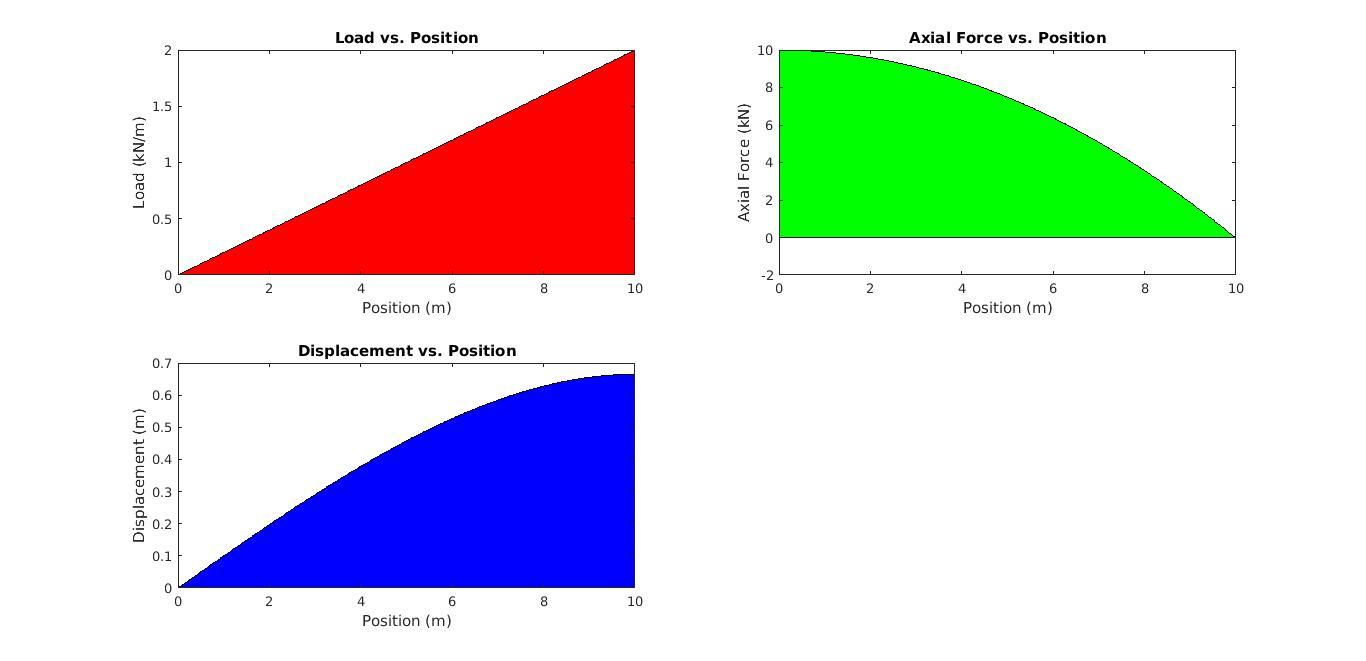 Load vs. Position
2
1.5
1
0.5
0
Load (kN/m)
0 2 4 6 8 10
Position (m)
Axial Force vs. Position
10
8
6
4
2
0
-2
Axial Force (kN)
0 2 4 6 8 10
Position (m)
Displacement vs. Position
0.7
0.6
0.5
0.4
0.3
0.2
0.1
0
Displacement (m)
0 2 4 6 8 10
Position (m)